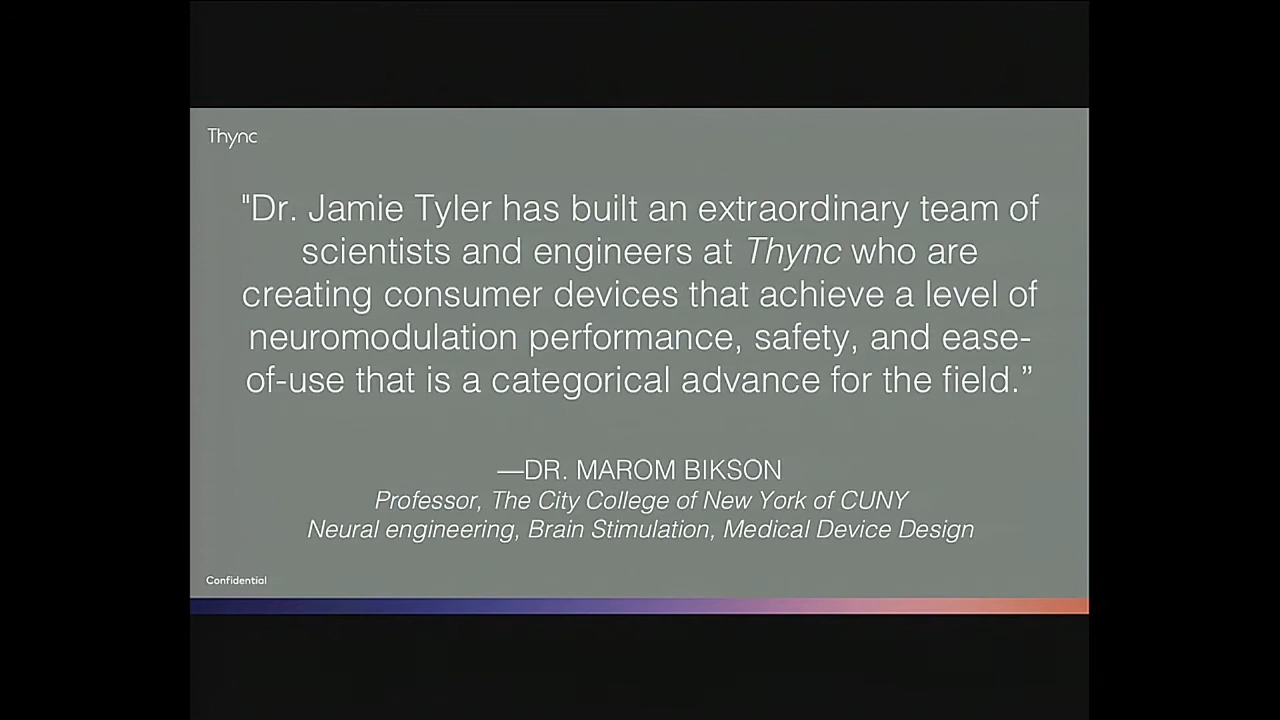 Thync
"Dr. Jamie Tyler has built an extraordinary team of
scientists and engineers at Thync who are
creating consumer devices that achieve a level of
neuromodulation performance, safety, and ease-
of-use that is a categorical advance for the field.”
—DR. MAROM BIKSON
Professor, The City College of New York of CUNY
Neural engineering, Brain Stimulation, Medical Device Design
Confidential